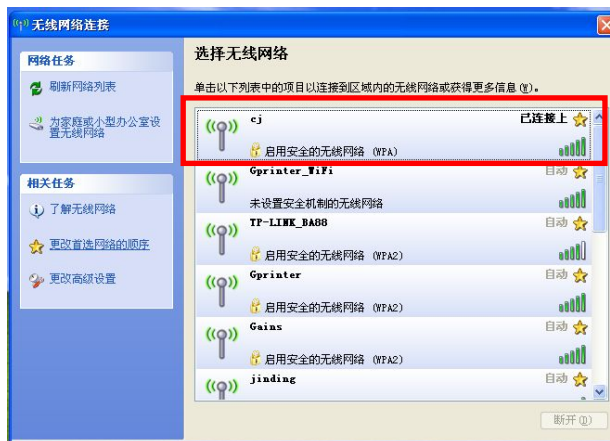 无线网络连接
网络任务
刷新网络列表
为家庭或小型办公室设
置无线网络
相关任务
了解无线网络
更改首选网络的顺序
更改高级设置
选择无线网络
单击以下列表中的项目以连接到区域内的无线网络或获得更多信息(W)。
cj 已连接上
启用安全的无线网络 (WPA)
Gprinter_WiFi 自动
未设置安全机制的无线网络
TP-LINK_BA88 自动
启用安全的无线网络 (WPA2)
Gprinter 自动
启用安全的无线网络 (WPA2)
Gains 自动
启用安全的无线网络 (WPA2)
jinding 自动
断开(D)